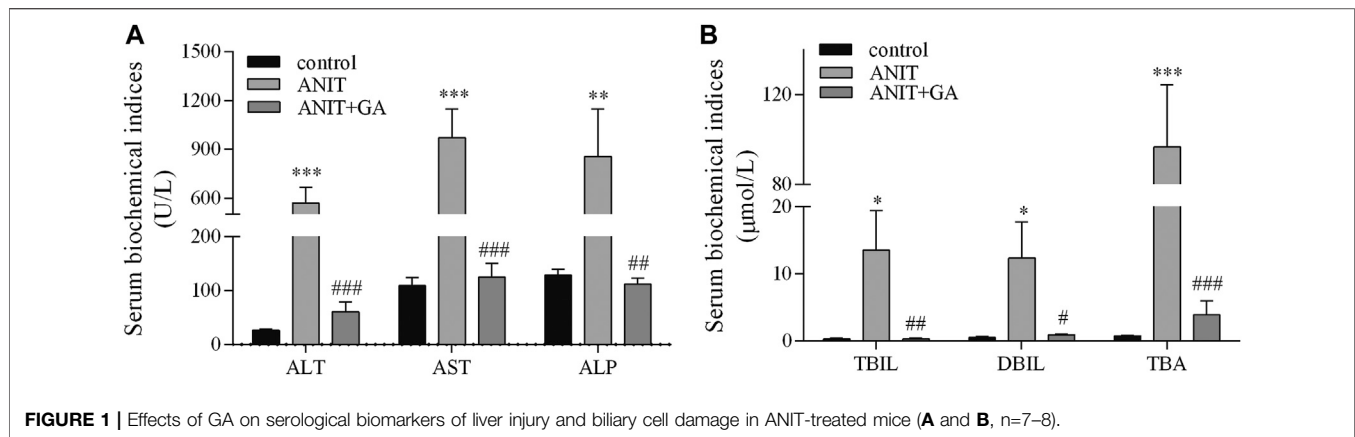 A
Serum biochemical indices
(U/L)
1500
1200
900
600
200
100
0
control
ANIT
ANIT+GA
***
###
***
###
**
##
ALT AST ALP
B
Serum biochemical indices
(μmol/L)
120
80
20
10
0
control
ANIT
ANIT+GA
*
##
*
#
***
###
TBIL DBIL TBA
FIGURE 1 | Effects of GA on serological biomarkers of liver injury and biliary cell damage in ANIT-treated mice (A and B, n=7–8).